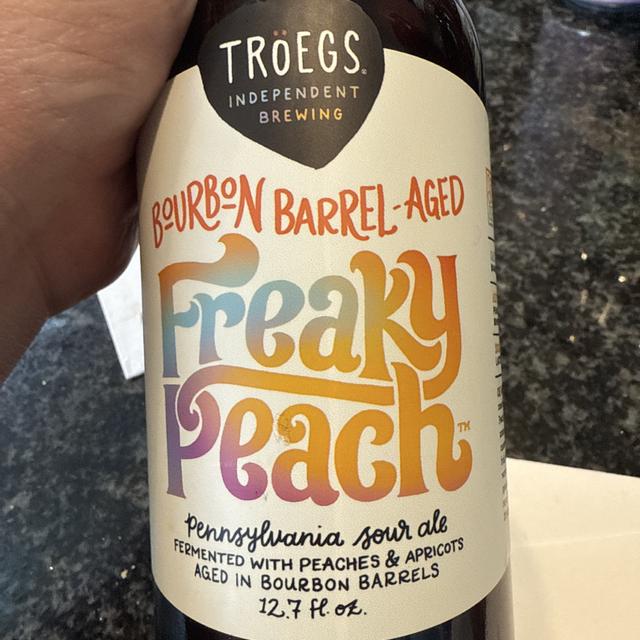 TRÖEGS®
INDEPENDENT
BREWING
BOURBON BARREL-AGED
Freaky
Peach™
pennsylvania sour ale
FERMENTED WITH PEACHES & APRICOTS
AGED IN BOURBON BARRELS
12.7 fl. oz.